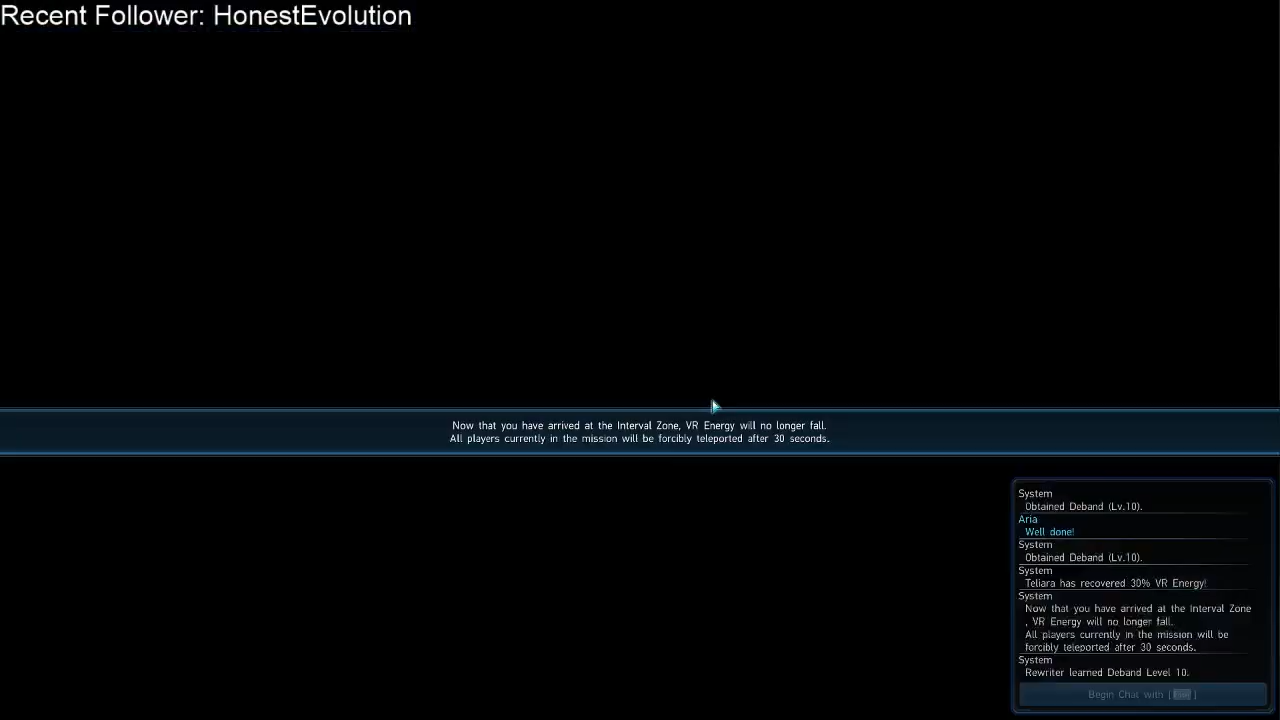 Recent Follower: HonestEvolution
Now that you have arrived at the Interval Zone, VR Energy will no longer fall.
All players currently in the mission will be forcibly teleported after 30 seconds.
System
Obtained Deband (Lv.10).
Aria
Well done!
System
Obtained Deband (Lv.10).
System
Teliara has recovered 30% VR Energy!
System
Now that you have arrived at the Interval Zone
, VR Energy will no longer fall.
All players currently in the mission will be
forcibly teleported after 30 seconds.
System
Rewriter learned Deband Level 10.
Begin Chat with [ ]